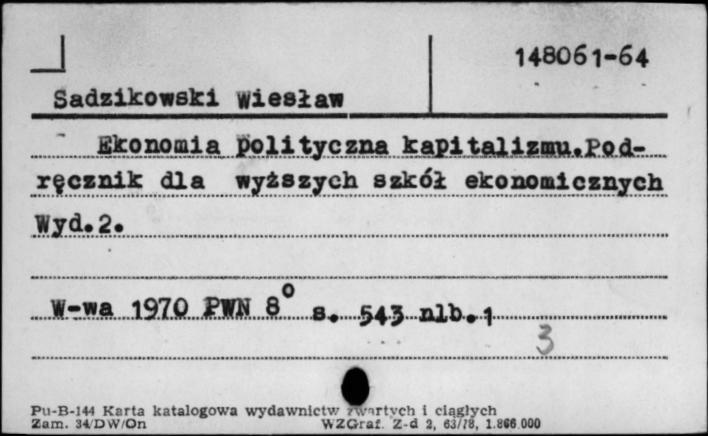 148061-64
Sadzikowski Wiesław
Ekonomia polityczna kapitalizmu.Pod-
ręcznik dla wyższych szkół ekonomicznych
Wyd.2.
W-wa 1970 PWN 8° s. 543 nlb.1
3
Pu-B-144 Karta katalogowa wydawnictw zwartych i ciągłych
Zam. 34/DW/On WZGraf. Z-d 2, 63/78, 1.866.000